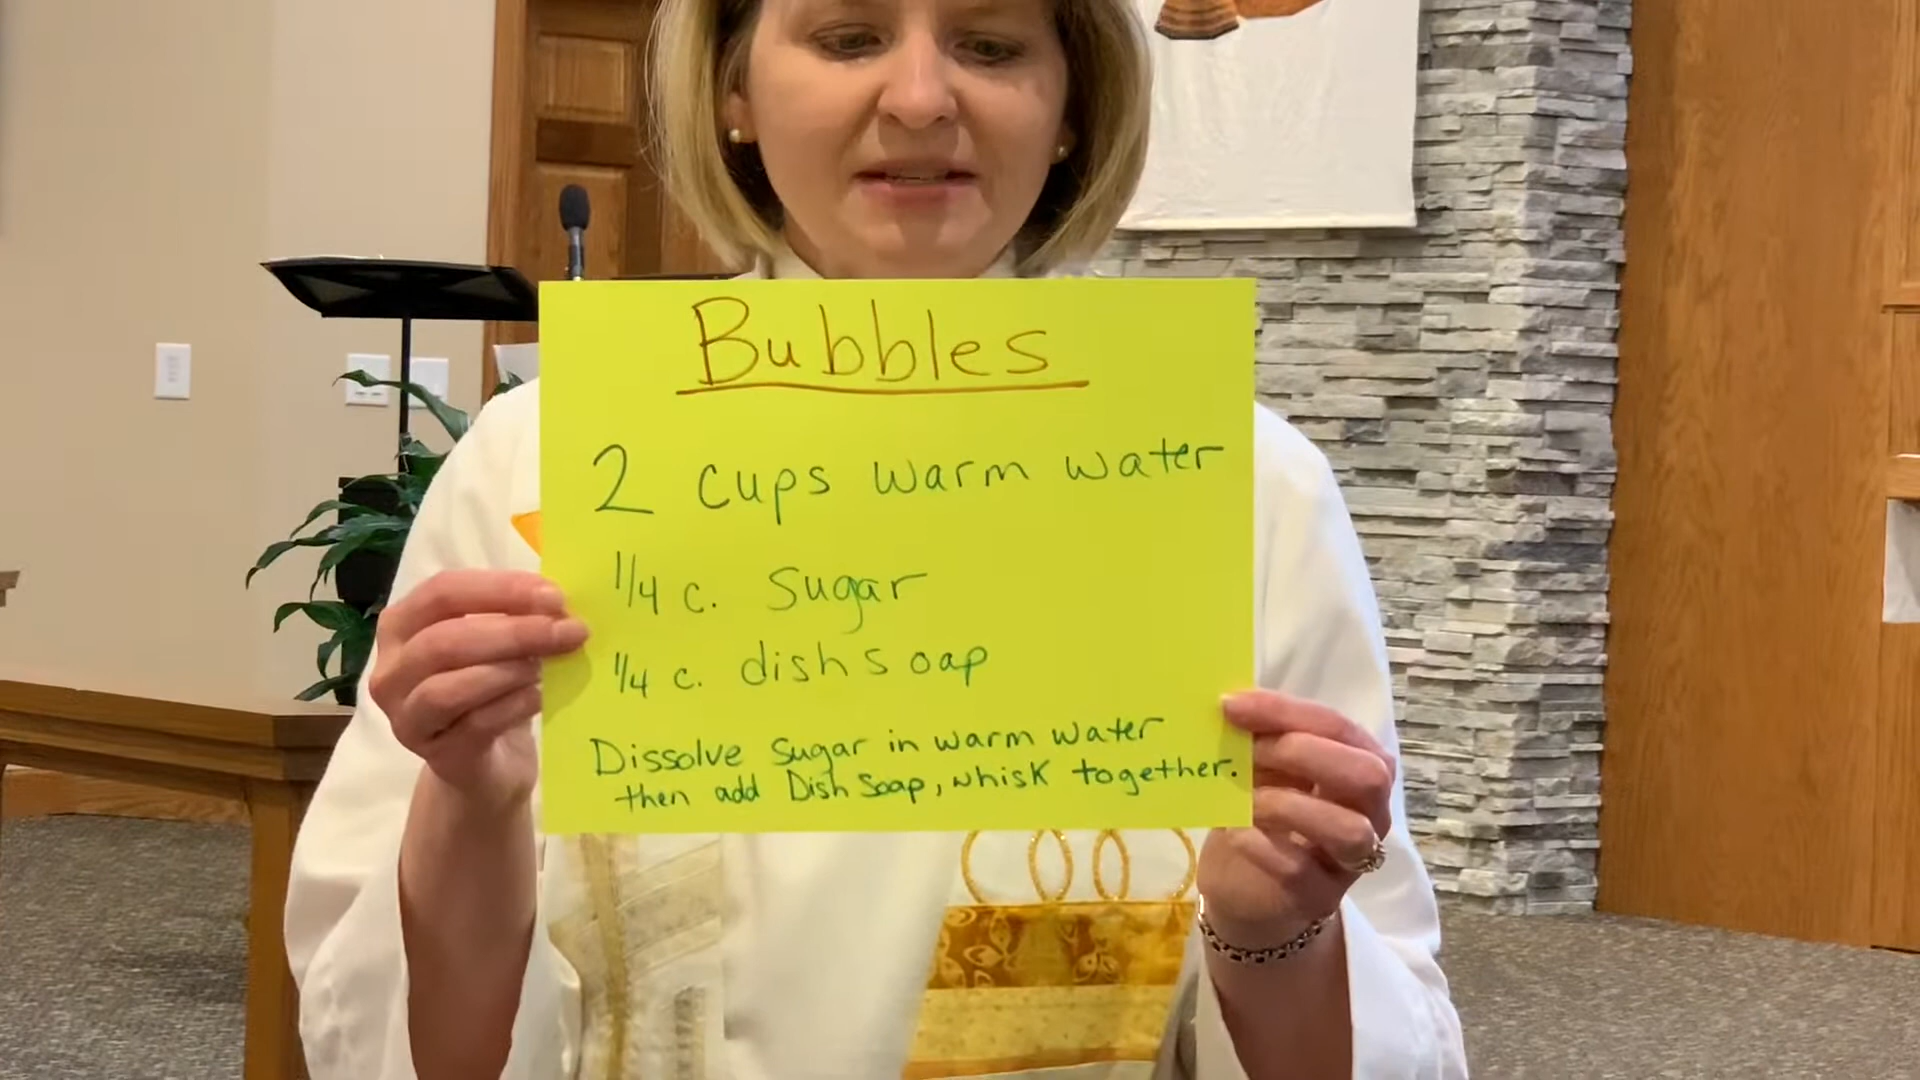 Bubbles
2 cups warm water
1/4 c. sugar
1/4 c. dish soap
Dissolve sugar in warm water
then add Dish Soap, whisk together.